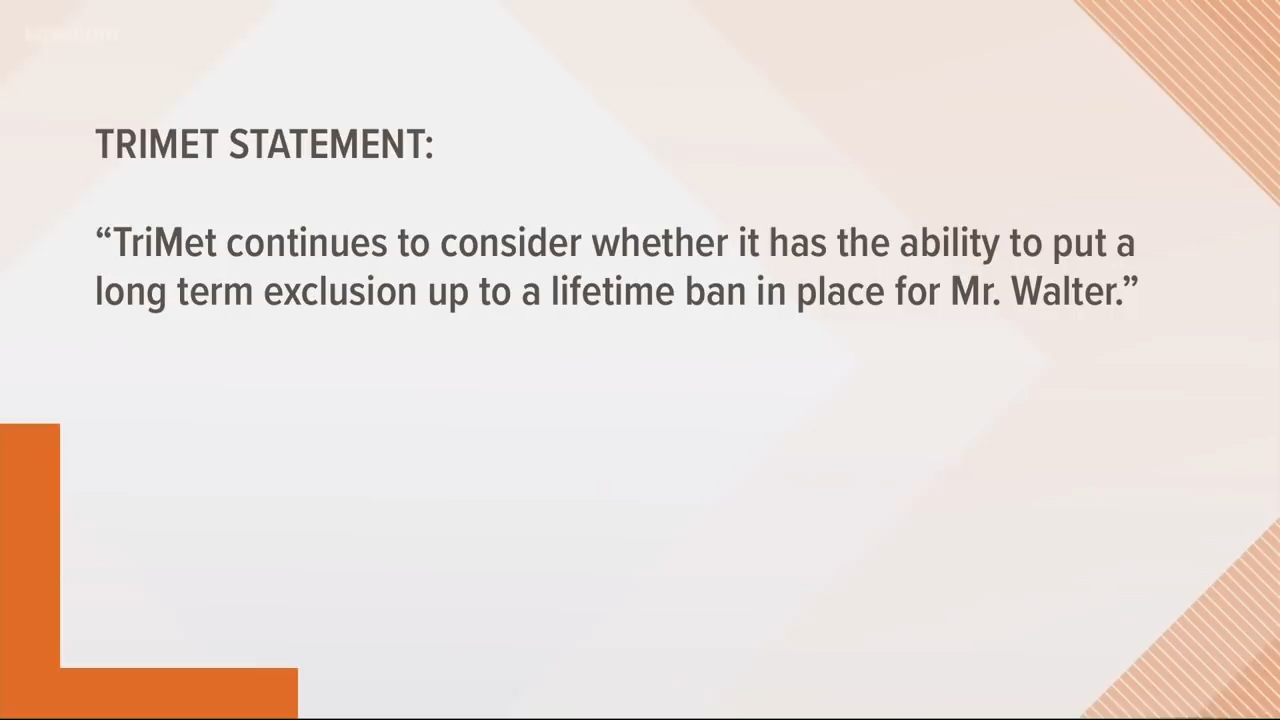 TRIMET STATEMENT:
“TriMet continues to consider whether it has the ability to put a
long term exclusion up to a lifetime ban in place for Mr. Walter.”